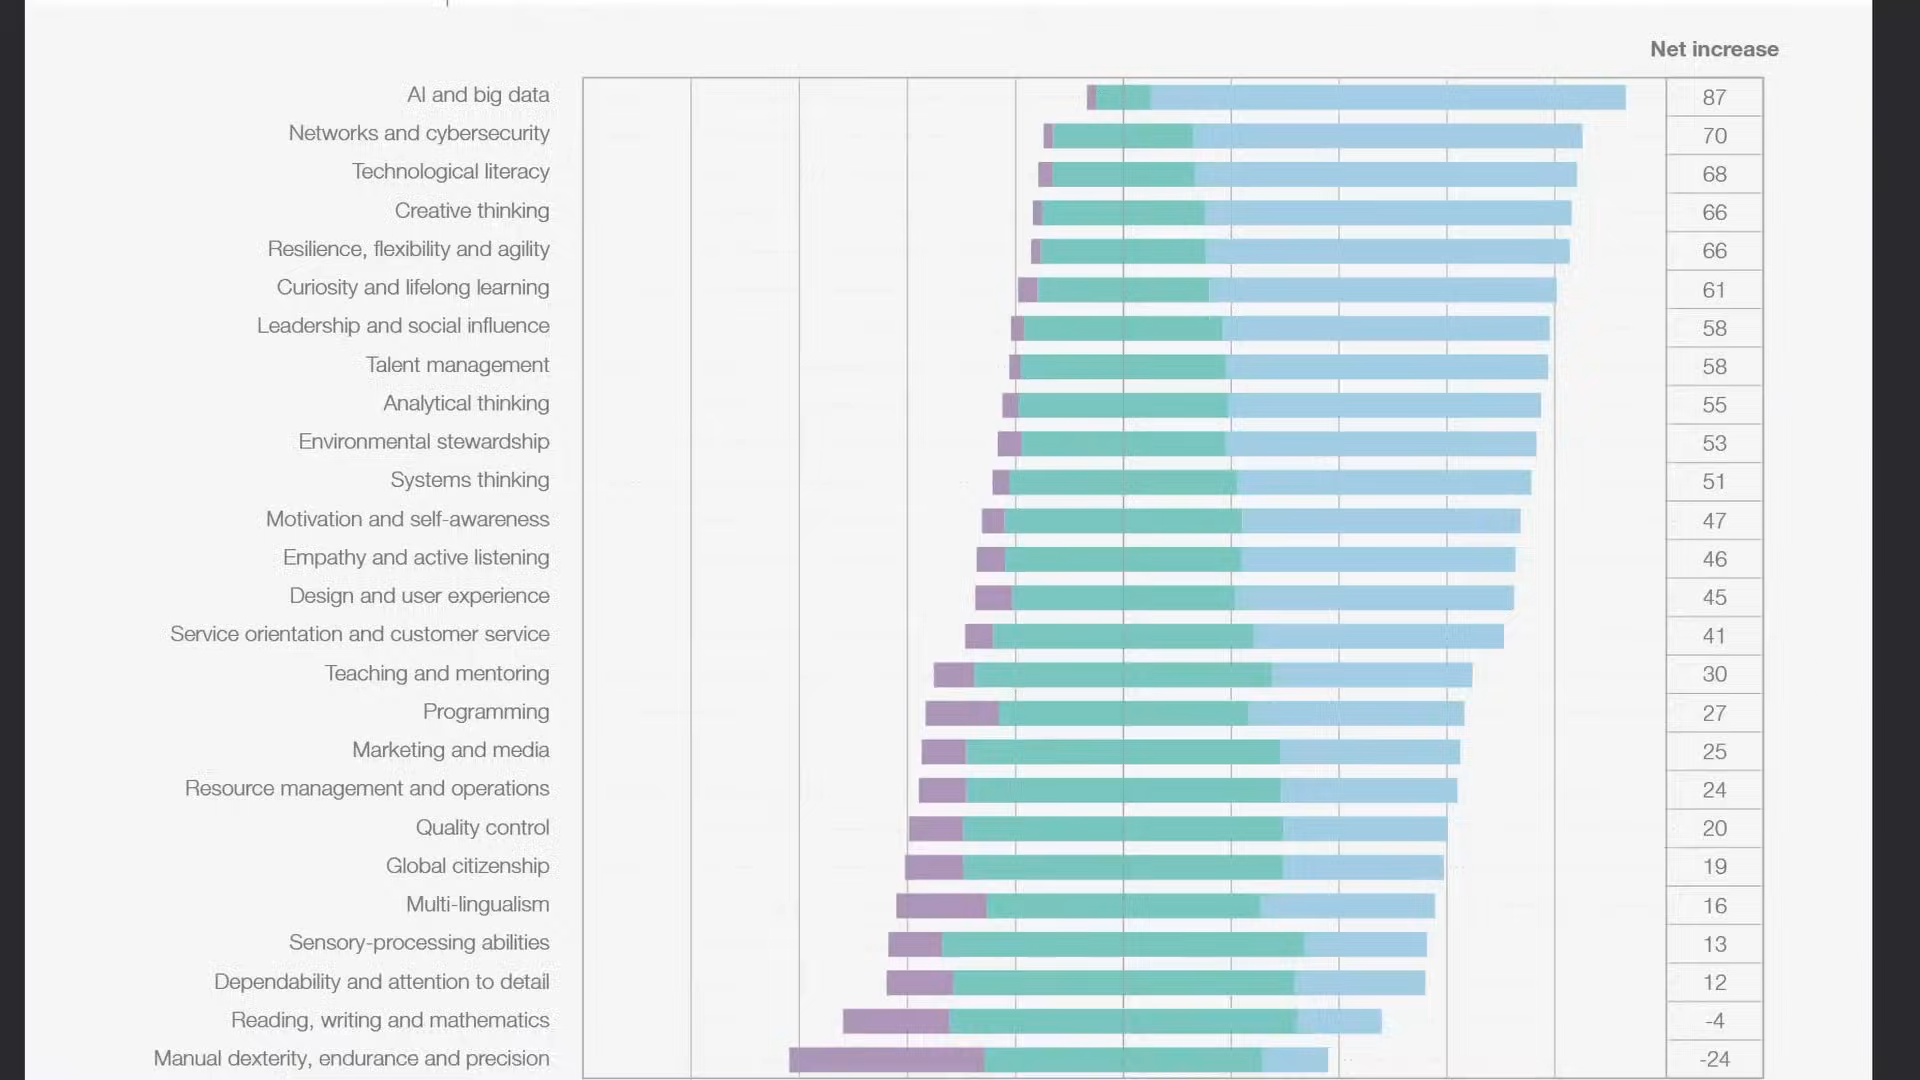 Net increase
AI and big data 87
Networks and cybersecurity 70
Technological literacy 68
Creative thinking 66
Resilience, flexibility and agility 66
Curiosity and lifelong learning 61
Leadership and social influence 58
Talent management 58
Analytical thinking 55
Environmental stewardship 53
Systems thinking 51
Motivation and self-awareness 47
Empathy and active listening 46
Design and user experience 45
Service orientation and customer service 41
Teaching and mentoring 30
Programming 27
Marketing and media 25
Resource management and operations 24
Quality control 20
Global citizenship 19
Multi-lingualism 16
Sensory-processing abilities 13
Dependability and attention to detail 12
Reading, writing and mathematics -4
Manual dexterity, endurance and precision -24